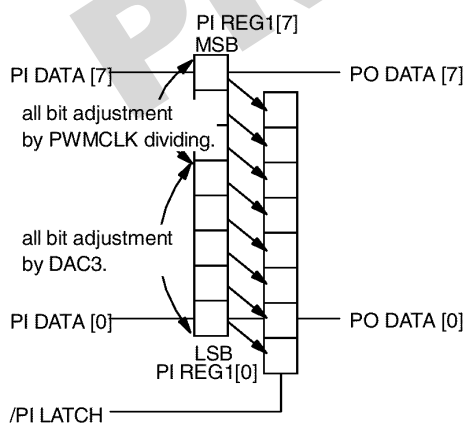 PI REG1[7]
MSB
PI DATA [7]
PO DATA [7]
all bit adjustment
by PWMCLK dividing.
all bit adjustment
by DAC3.
PI DATA [0]
PO DATA [0]
LSB
PI REG1[0]
/PI LATCH